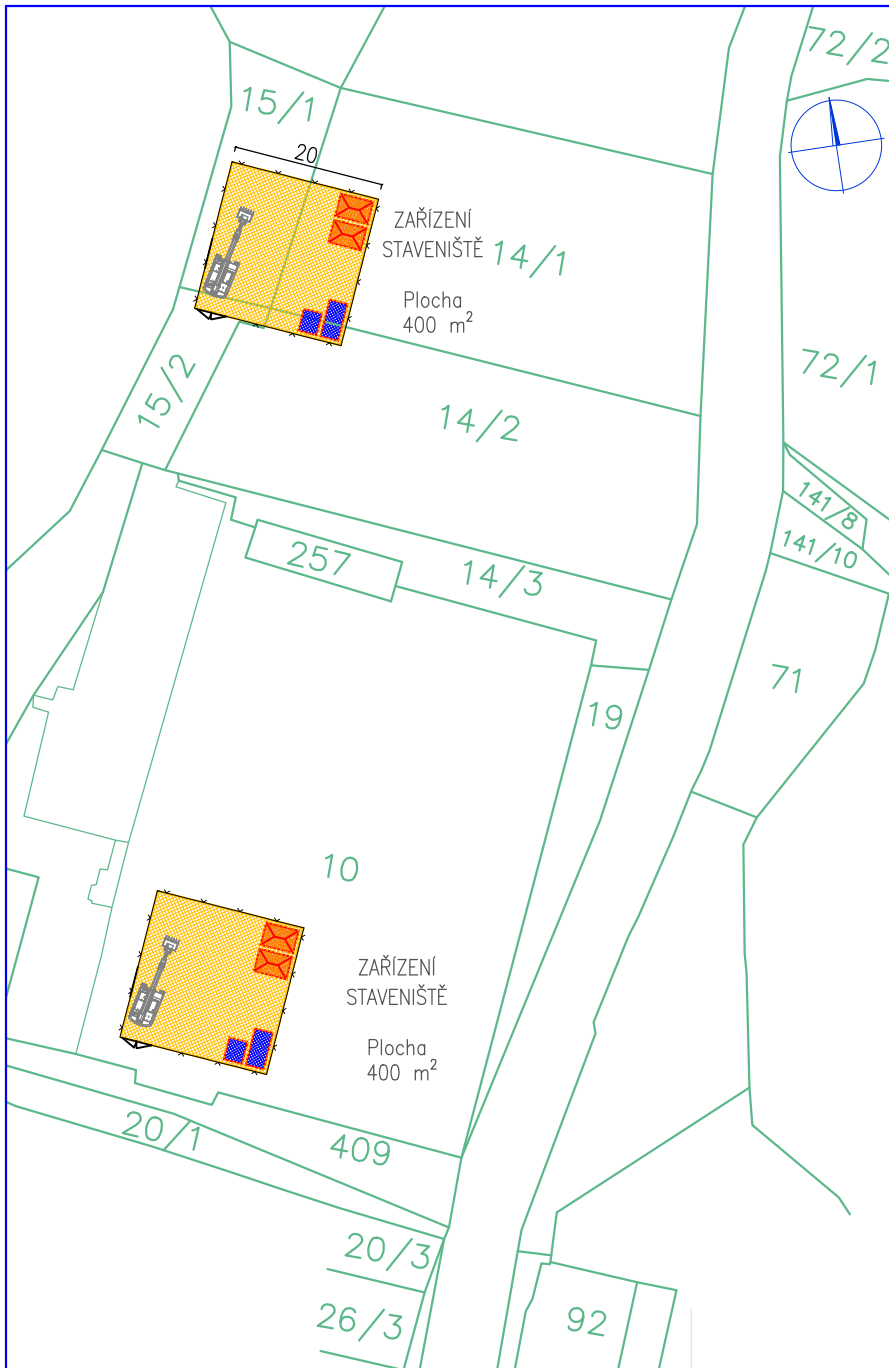 72/2
15/1
20
ZAŘÍZENÍ
STAVENIŠTĚ
14/1
Plocha
400 m²
72/1
15/2
14/2
141/8
141/10
257
14/3
71
19
10
ZAŘÍZENÍ
STAVENIŠTĚ
Plocha
400 m²
20/1
409
20/3
26/3
92